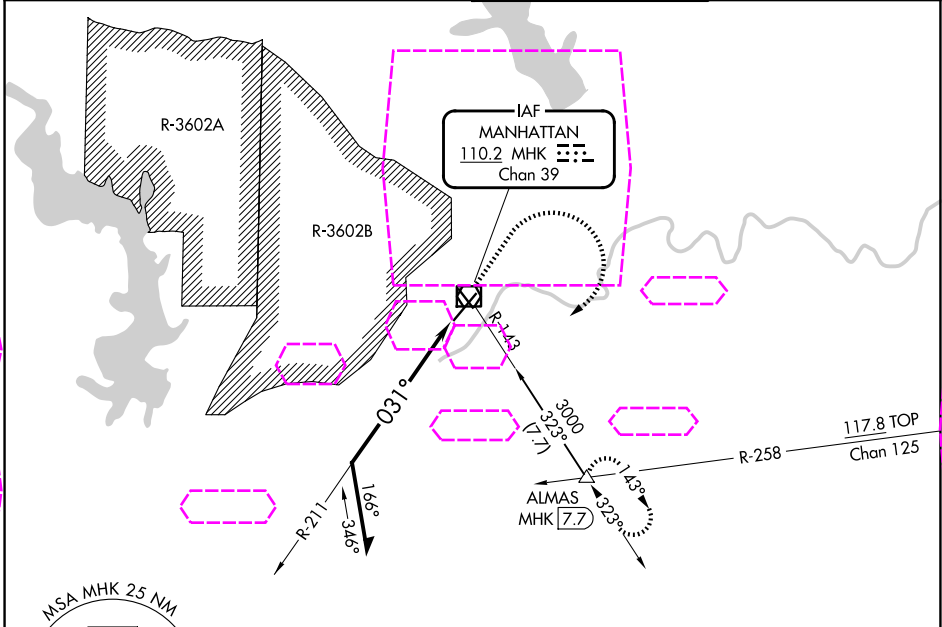 R-3602A
R-3602B
IAF
MANHATTAN
110.2 MHK
Chan 39
R-143
031°
3000
323°
(7.7)
117.8 TOP
Chan 125
R-258
ALMAS
MHK 7.7
143°
323°
R-211
166°
346°
MSA MHK 25 NM